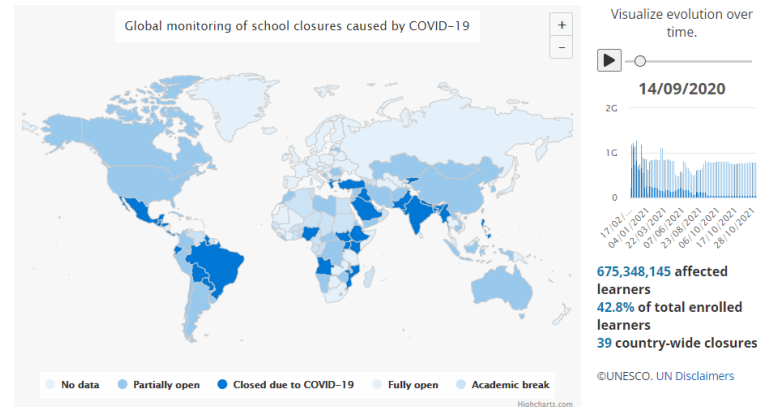 Global monitoring of school closures caused by COVID-19
+
−
Visualize evolution over
time.
14/09/2020
2G
1G
0
17/02/...
04/01/2021
22/03/2021
07/06/2021
23/08/2021
06/10/2021
17/10/2021
28/10/2021
675,348,145 affected
learners
42.8% of total enrolled
learners
39 country-wide closures
©UNESCO. UN Disclaimers
No data Partially open Closed due to COVID-19 Fully open Academic break
Highcharts.com